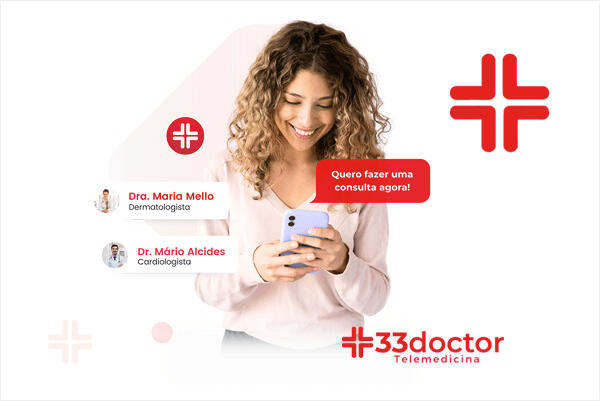 Quero fazer uma
consulta agora!
Dra. Maria Mello
Dermatologista
Dr. Mário Alcides
Cardiologista
33doctor
Telemedicina